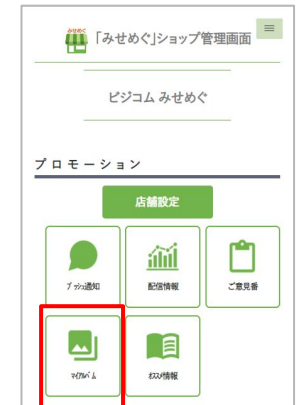 みせめぐ
「みせめぐ」ショップ管理画面
ビジコム みせめぐ
プロモーション
店舗設定
プッシュ通知
配信情報
ご意見番
ﾏｲｱﾙﾊﾞﾑ
ｵｽｽﾒ情報